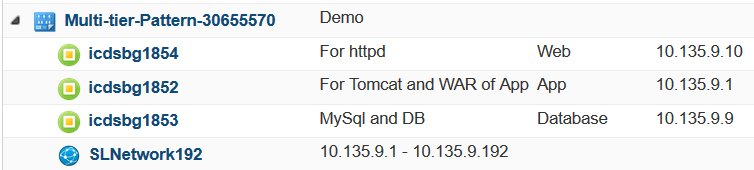 Multi-tier-Pattern-30655570 Demo
icdsbg1854 For httpd Web 10.135.9.10
icdsbg1852 For Tomcat and WAR of App App 10.135.9.1
icdsbg1853 MySql and DB Database 10.135.9.9
SLNetwork192 10.135.9.1 - 10.135.9.192